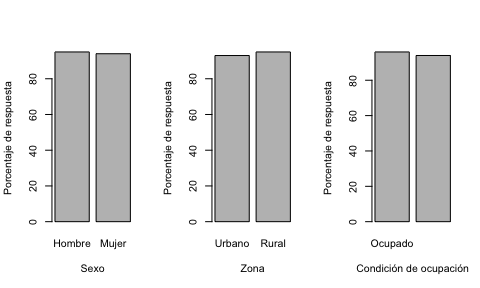 Porcentaje de respuesta
80
60
40
20
0
Hombre Mujer
Sexo
Porcentaje de respuesta
80
60
40
20
0
Urbano Rural
Zona
Porcentaje de respuesta
80
60
40
20
0
Ocupado
Condición de ocupación